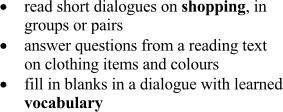 • read short dialogues on shopping, in
groups or pairs
• answer questions from a reading text
on clothing items and colours
• fill in blanks in a dialogue with learned
vocabulary